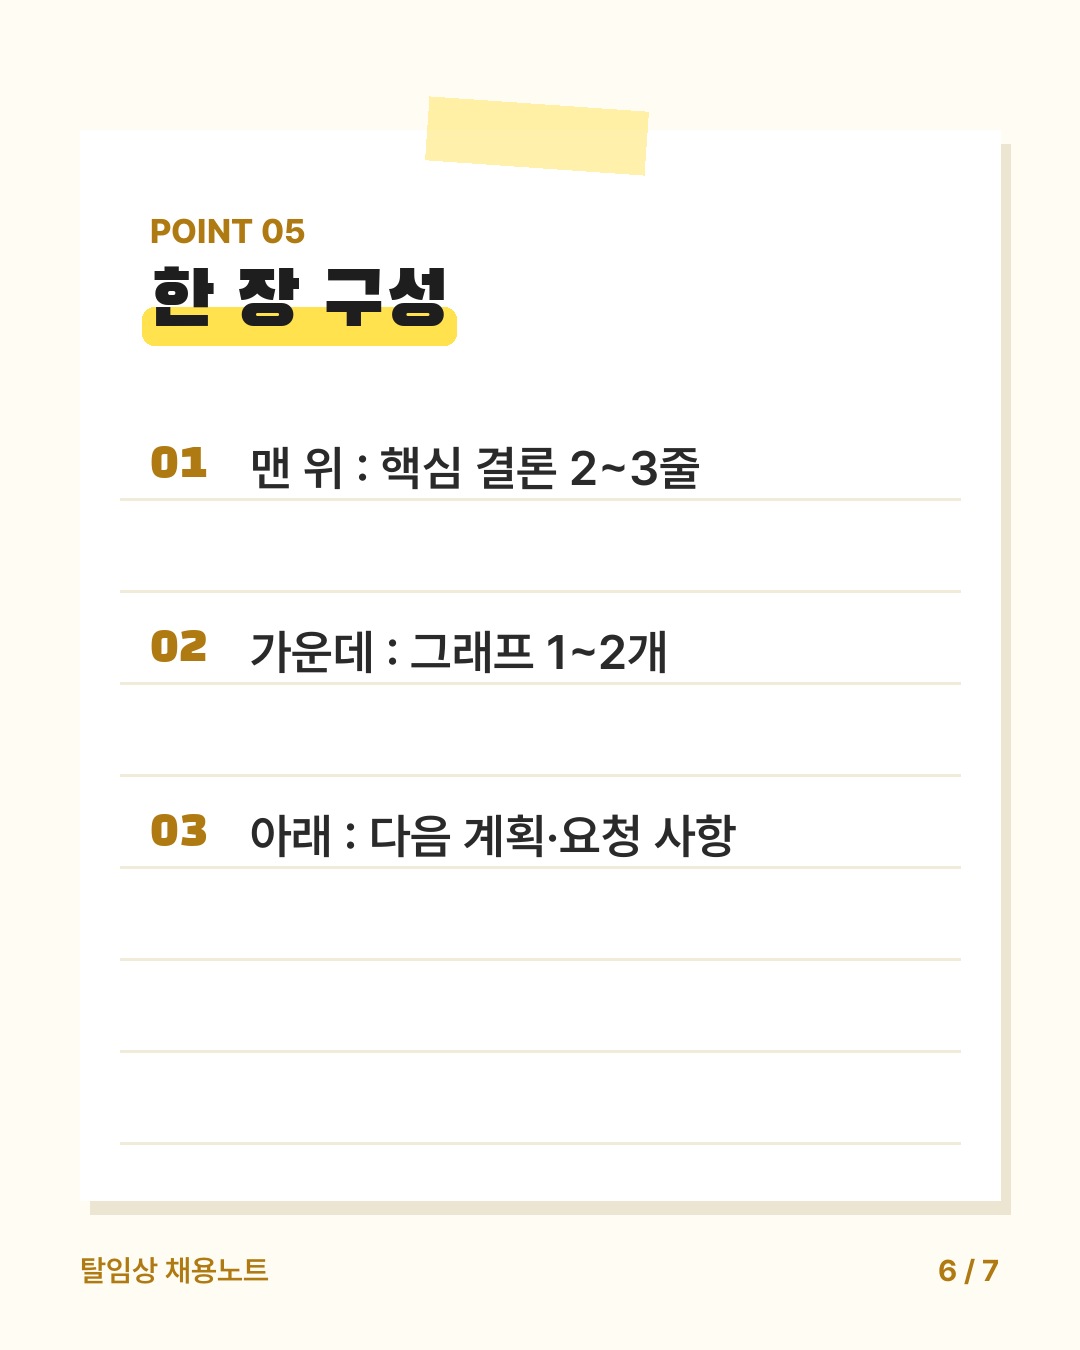 POINT 05
한 장 구성
01 맨 위 : 핵심 결론 2~3줄
02 가운데 : 그래프 1~2개
03 아래 : 다음 계획·요청 사항
탈임상 채용노트
6 / 7